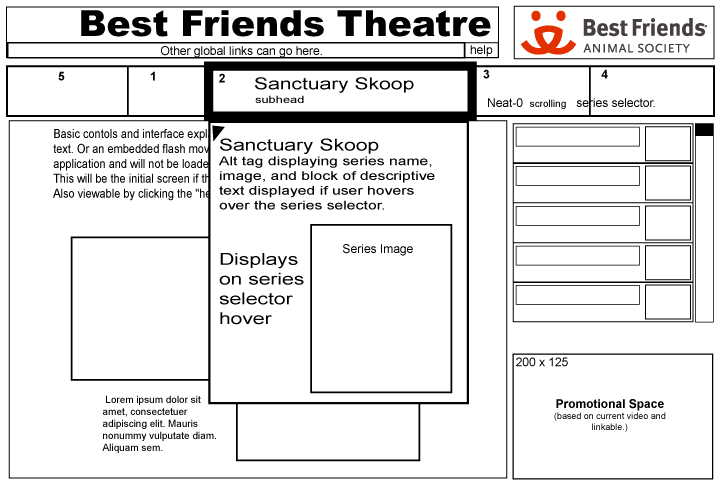 Best Friends Theatre
Other global links can go here.
help
Best Friends
ANIMAL SOCIETY
5
1
2
Sanctuary Skoop
subhead
3
4
Neat-0 scrolling series selector.
Basic contols and interface expl
text. Or an embedded flash mov
application and will not be loade
This will be the initial screen if th
Also viewable by clicking the "he
Sanctuary Skoop
Alt tag displaying series name,
image, and block of descriptive
text displayed if user hovers
over the series selector.
Displays
on series
selector
hover
Series Image
Lorem ipsum dolor sit
amet, consectetuer
adipiscing elit. Mauris
nonummy vulputate diam.
Aliquam sem.
200 x 125
Promotional Space
(based on current video and
linkable.)